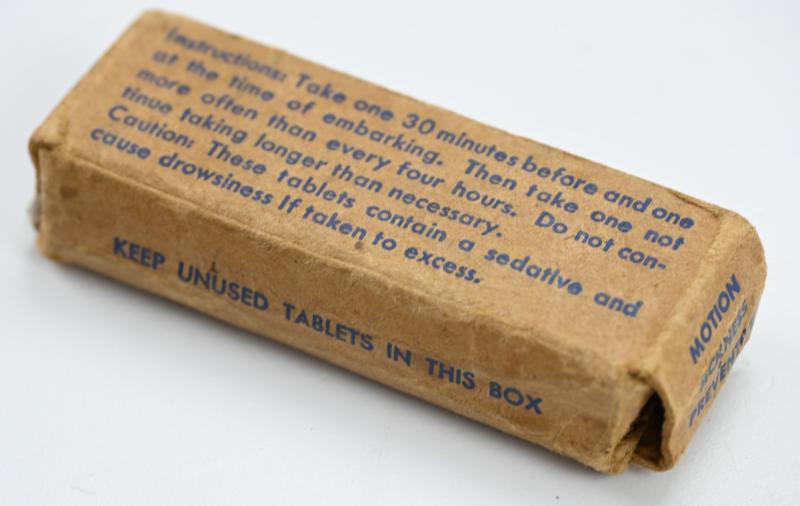 Instructions: Take one 30 minutes before and one
at the time of embarking. Then take one not
more often than every four hours. Do not con-
tinue taking longer than necessary.
Caution: These tablets contain a sedative and
cause drowsiness If taken to excess.
KEEP UNUSED TABLETS IN THIS BOX
MOTION